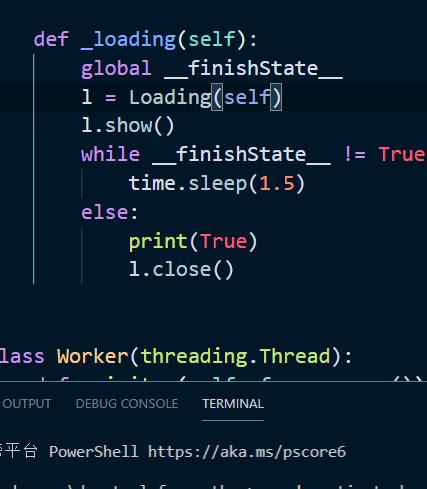 def _loading(self):
global __finishState__
l = Loading(self)
l.show()
while __finishState__ != True
time.sleep(1.5)
else:
print(True)
l.close()
lass Worker(threading.Thread):
OUTPUT DEBUG CONSOLE TERMINAL
平台 PowerShell https://aka.ms/pscore6